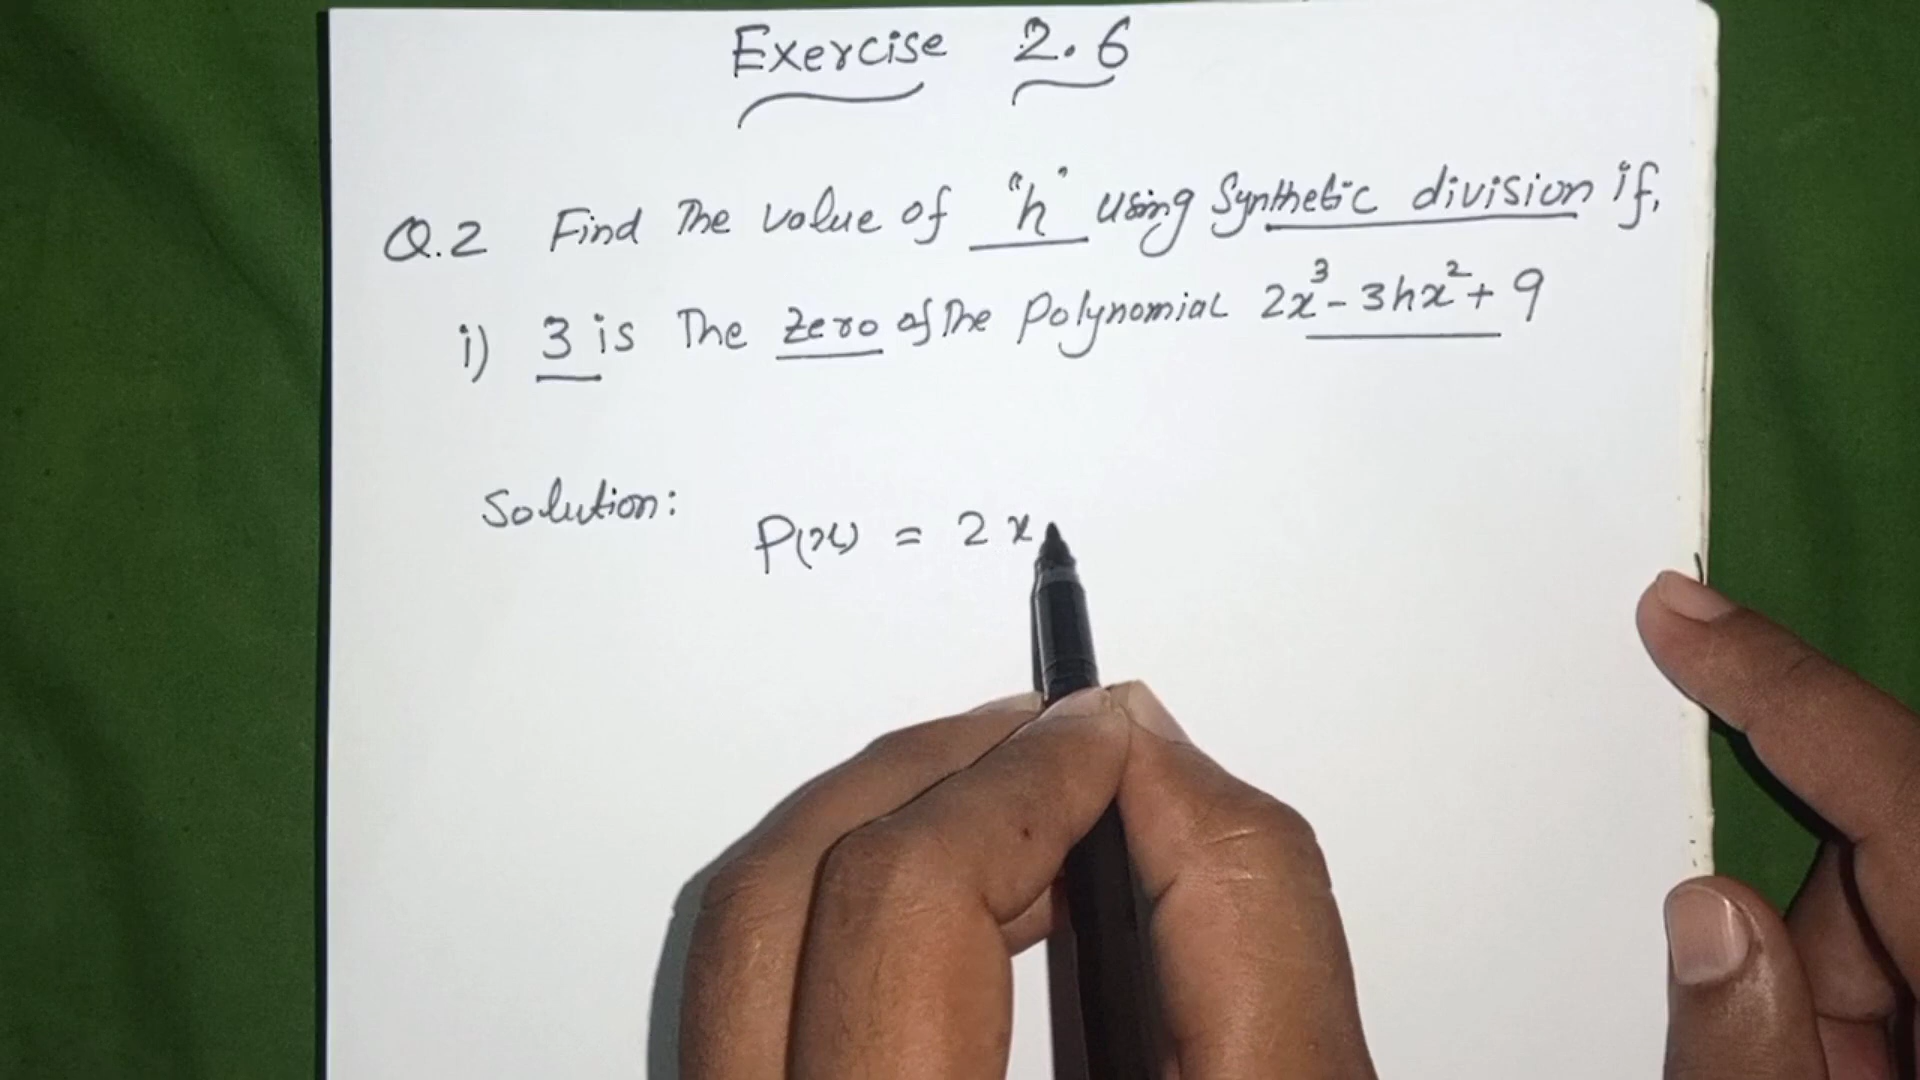 Exercise 2.6
Q.2 Find The value of "h" using Synthetic division if,
i) 3 is The zero of The Polynomial 2x³ - 3hx² + 9
Solution:
P(x) = 2x